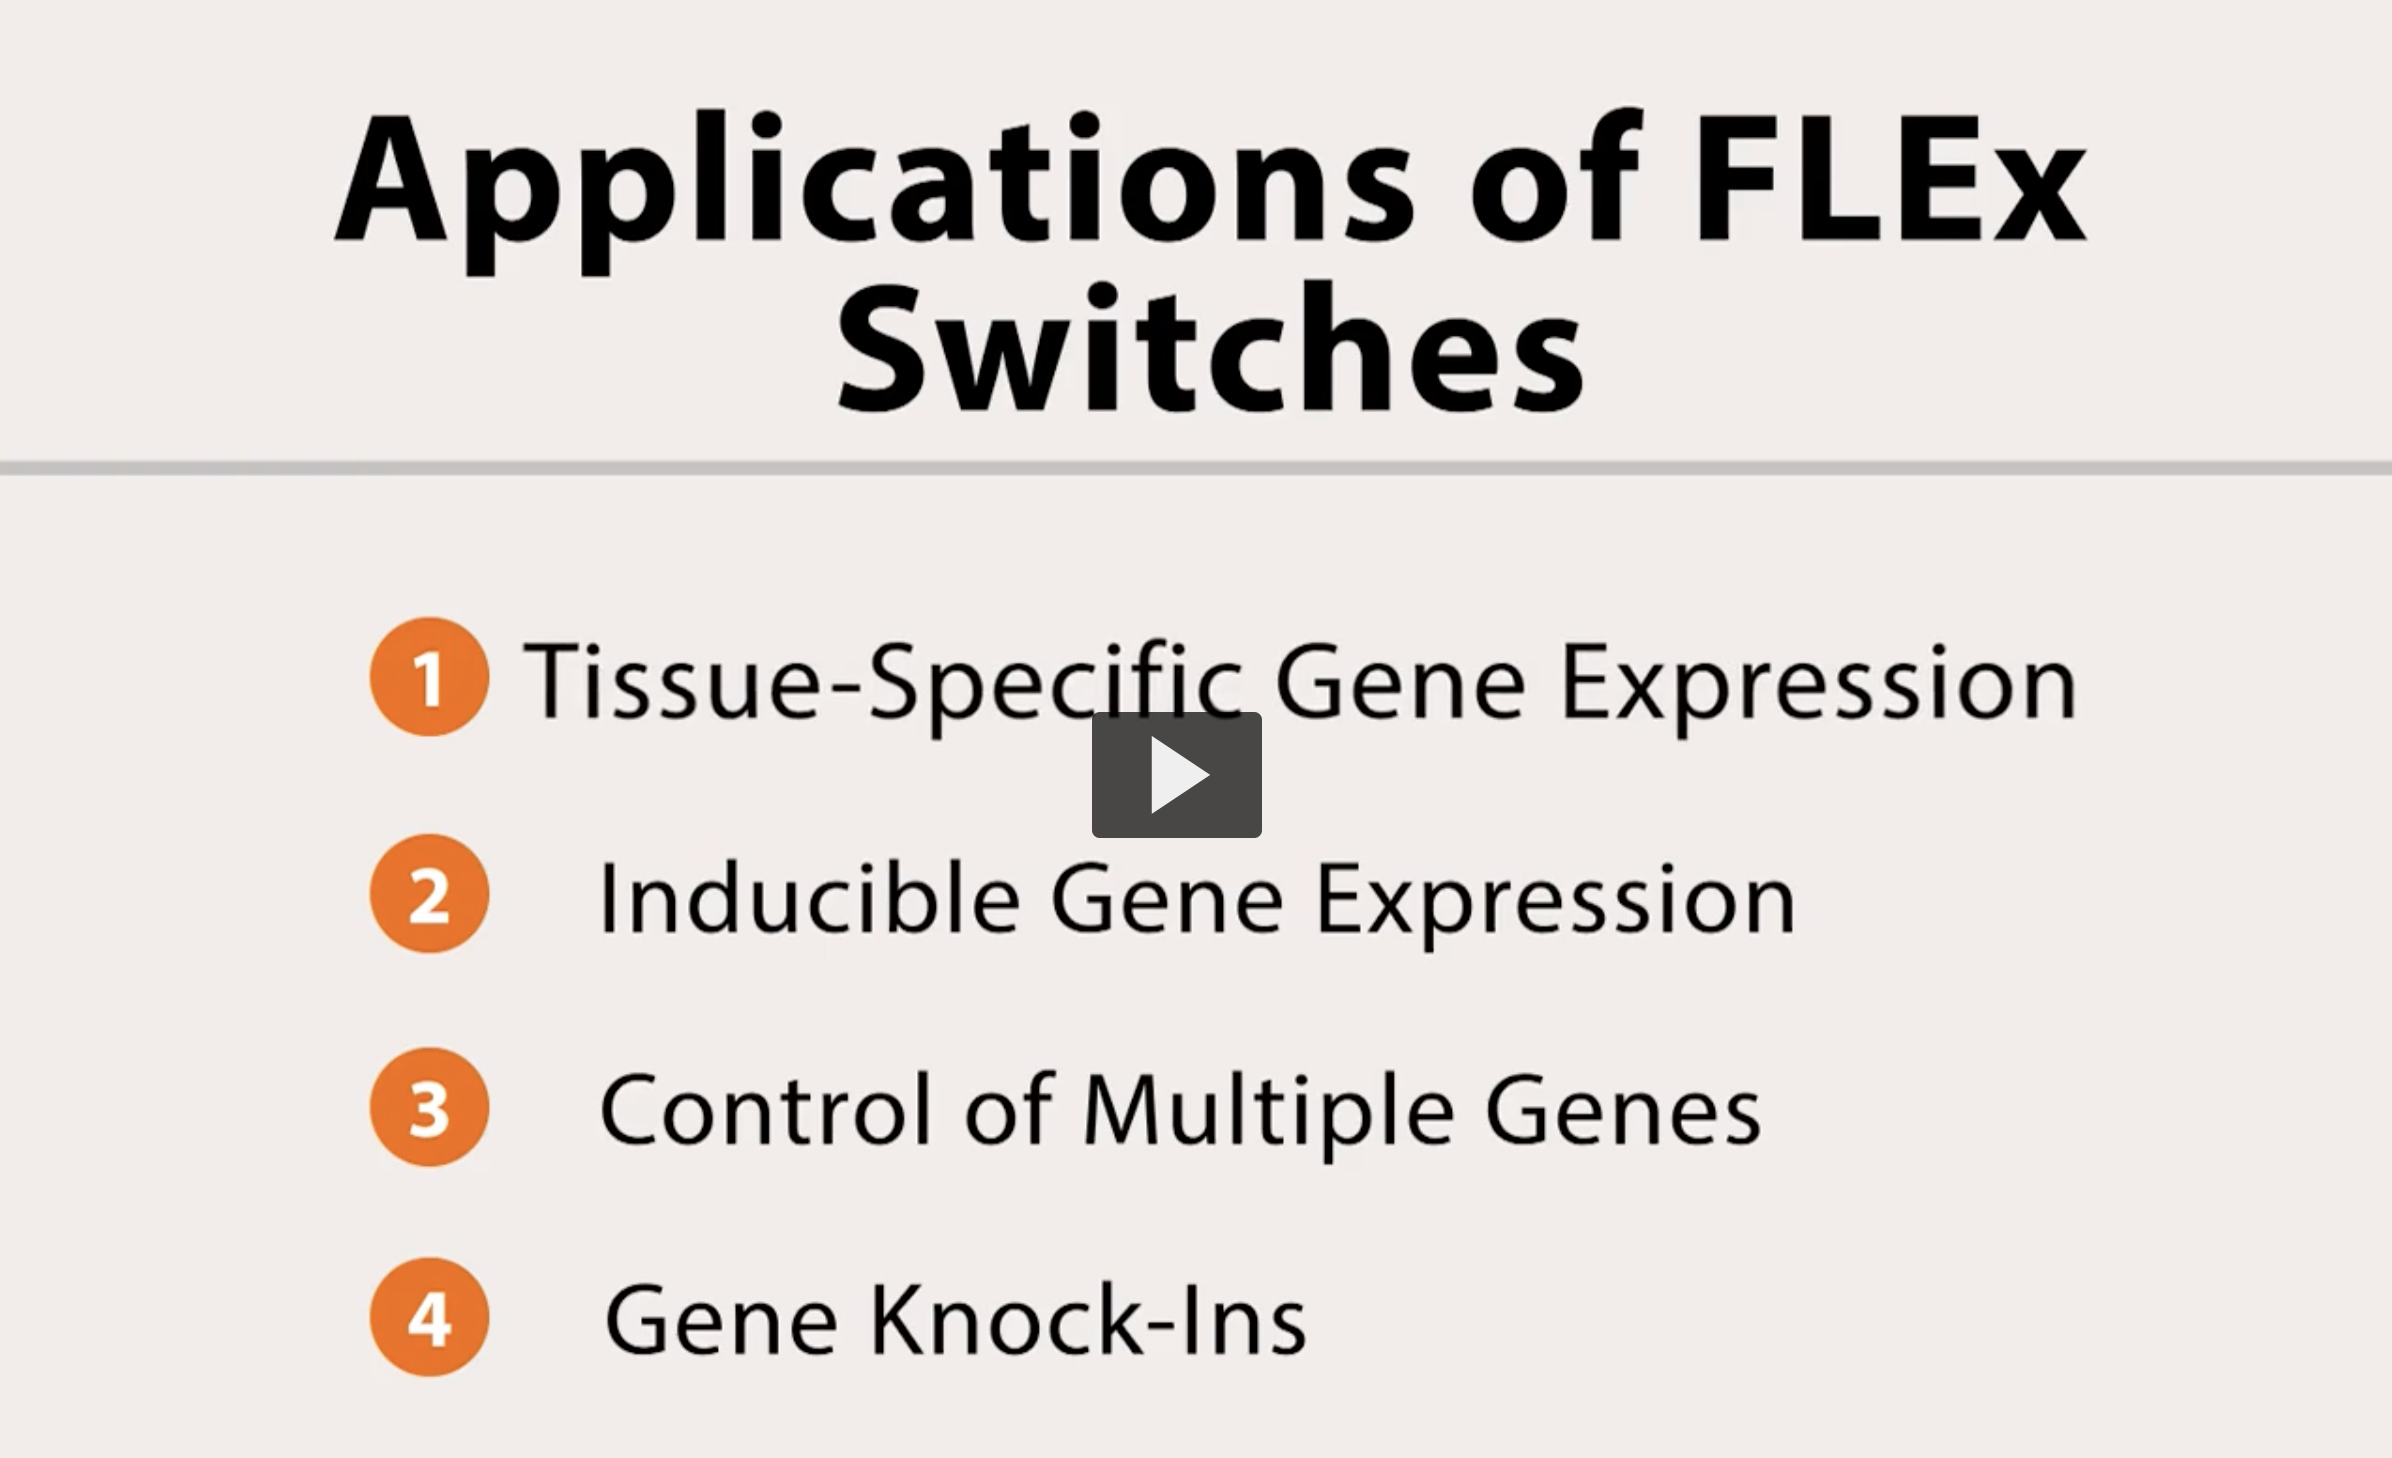 Applications of FLEx
Switches
1 Tissue-Specific Gene Expression
2 Inducible Gene Expression
3 Control of Multiple Genes
4 Gene Knock-Ins